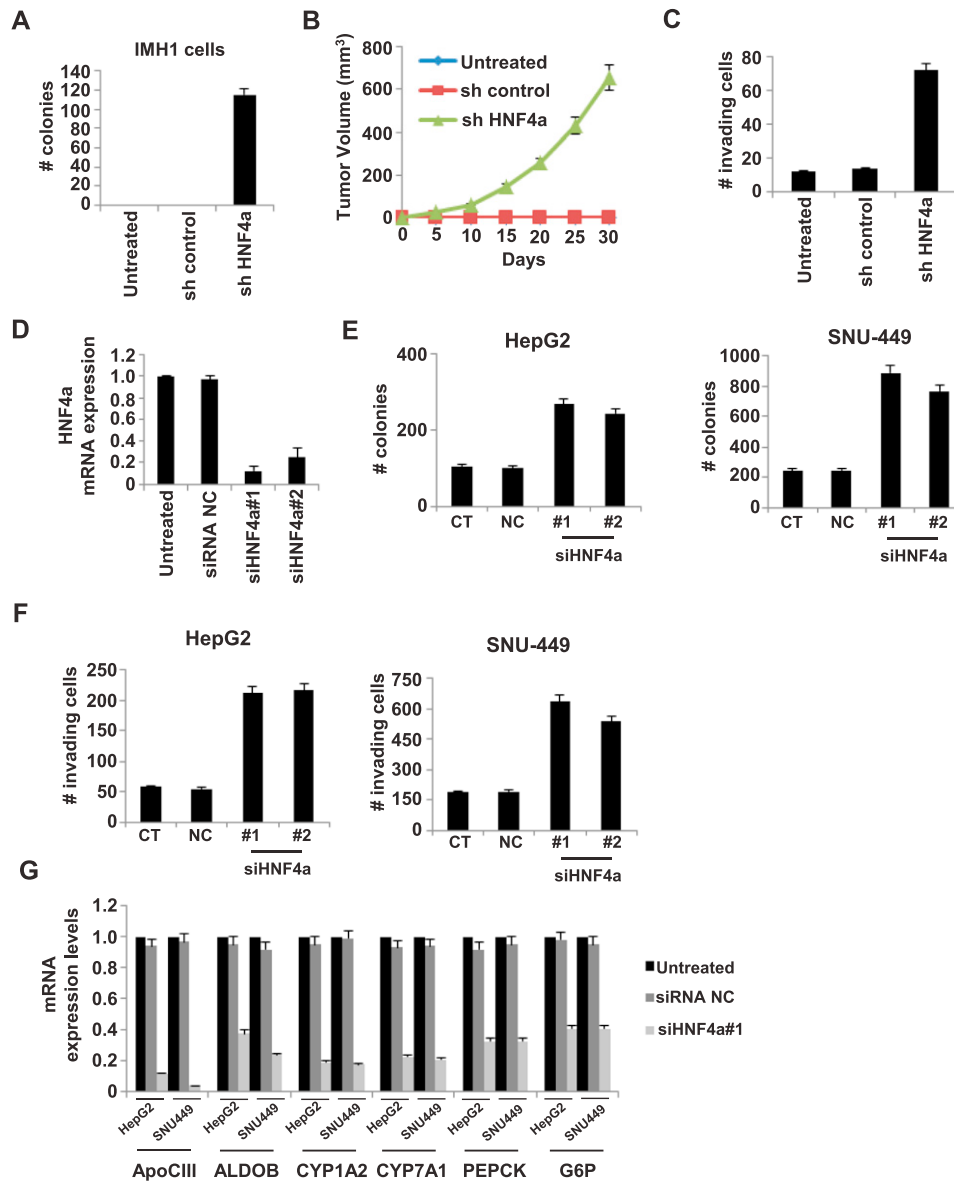 A
IMH1 cells
# colonies
140
120
100
80
60
40
20
0
Untreated
sh control
sh HNF4a
B
Tumor Volume (mm3)
800
600
400
200
0
Untreated
sh control
sh HNF4a
0 5 10 15 20 25 30
Days
C
# invading cells
80
60
40
20
0
Untreated
sh control
sh HNF4a
D
HNF4a
mRNA expression
1.2
1.0
0.8
0.6
0.4
0.2
0
Untreated
siRNA NC
siHNF4a#1
siHNF4a#2
E
HepG2
# colonies
400
200
0
CT NC #1 #2
siHNF4a
SNU-449
# colonies
1000
800
600
400
200
0
CT NC #1 #2
siHNF4a
F
HepG2
# invading cells
250
200
150
100
50
0
CT NC #1 #2
siHNF4a
SNU-449
# invading cells
750
600
450
300
150
0
CT NC #1 #2
siHNF4a
G
mRNA
expression levels
1.2
1.0
0.8
0.6
0.4
0.2
0
Untreated
siRNA NC
siHNF4a#1
HepG2 SNU449 HepG2 SNU449 HepG2 SNU449 HepG2 SNU449 HepG2 SNU449 HepG2 SNU449
ApoCIII ALDOB CYP1A2 CYP7A1 PEPCK G6P